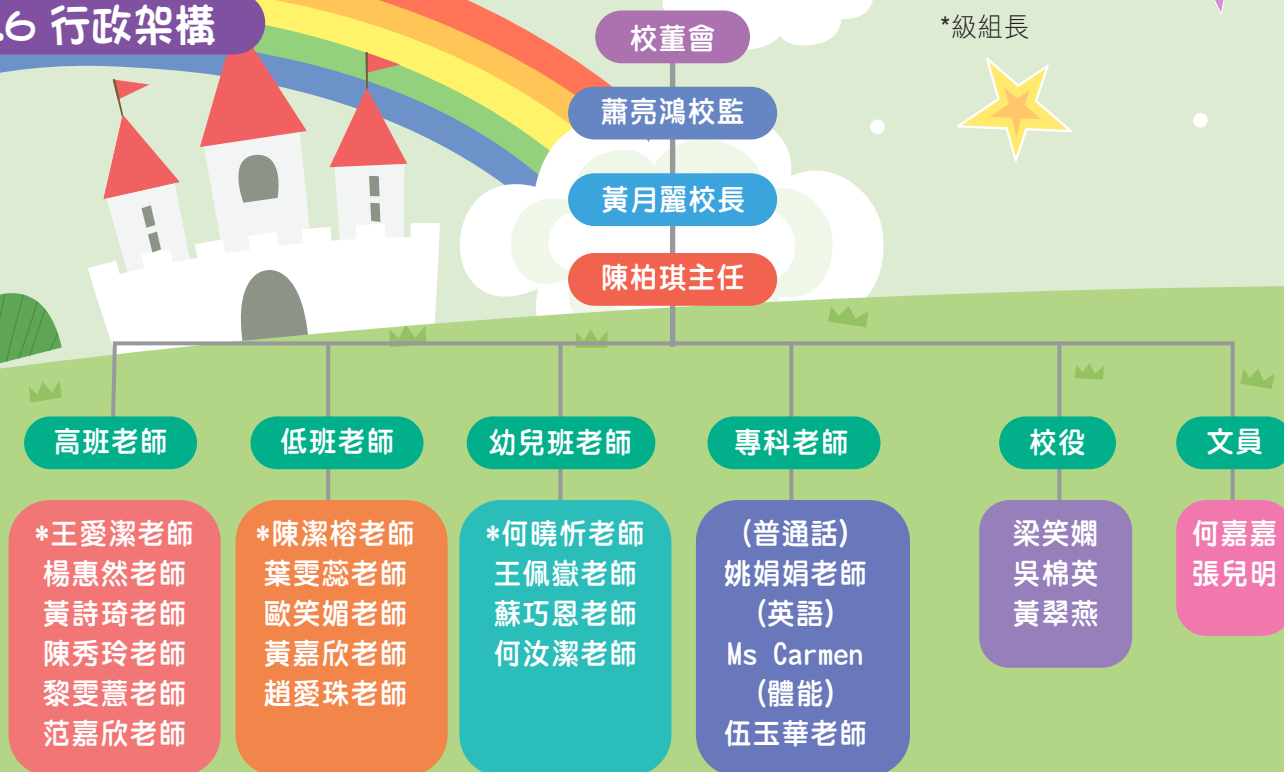 .6 行政架構
*級組長
校董會
蕭亮鴻校監
黃月麗校長
陳柏琪主任
高班老師
*王愛潔老師
楊惠然老師
黃詩琦老師
陳秀玲老師
黎雯薏老師
范嘉欣老師
低班老師
*陳潔榕老師
葉雯蕊老師
歐笑媚老師
黃嘉欣老師
趙愛珠老師
幼兒班老師
*何曉忻老師
王佩嶽老師
蘇巧恩老師
何汝潔老師
專科老師
(普通話)
姚娟娟老師
(英語)
Ms Carmen
(體能)
伍玉華老師
校役
梁笑嫻
吳棉英
黃翠燕
文員
何嘉嘉
張兒明